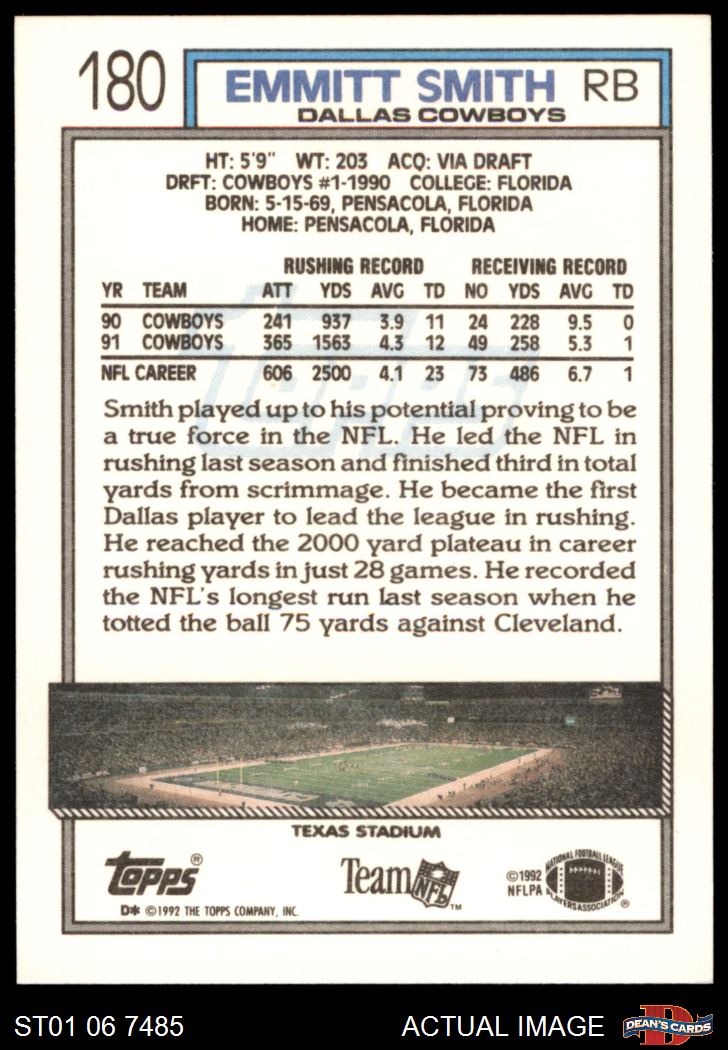 180
EMMITT SMITH RB
DALLAS COWBOYS
HT: 5'9" WT: 203 ACQ: VIA DRAFT
DRFT: COWBOYS #1-1990 COLLEGE: FLORIDA
BORN: 5-15-69, PENSACOLA, FLORIDA
HOME: PENSACOLA, FLORIDA
RUSHING RECORD RECEIVING RECORD
YR TEAM ATT YDS AVG TD NO YDS AVG TD
90 COWBOYS 241 937 3.9 11 24 228 9.5 0
91 COWBOYS 365 1563 4.3 12 49 258 5.3 1
NFL CAREER 606 2500 4.1 23 73 486 6.7 1
Topps
Smith played up to his potential proving to be
a true force in the NFL. He led the NFL in
rushing last season and finished third in total
yards from scrimmage. He became the first
Dallas player to lead the league in rushing.
He reached the 2000 yard plateau in career
rushing yards in just 28 games. He recorded
the NFL's longest run last season when he
totted the ball 75 yards against Cleveland.
TEXAS STADIUM
Topps®
D* ©1992 THE TOPPS COMPANY, INC.
Team NFL™
©1992
NFLPA
NATIONAL FOOTBALL LEAGUE
PLAYERS ASSOCIATION®
ST01 06 7485
ACTUAL IMAGE
D
DEAN'S CARDS